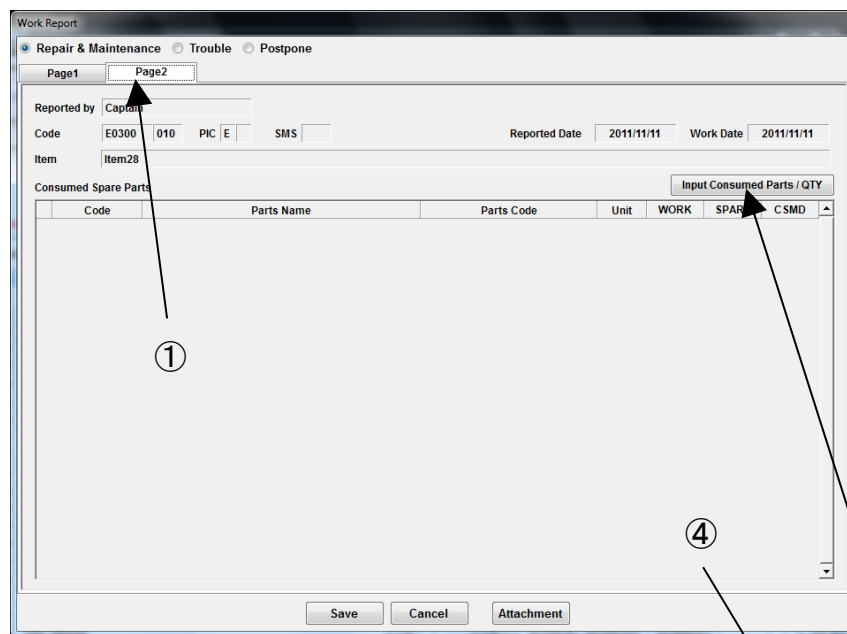 Work Report
Repair & Maintenance Trouble Postpone
Page1 Page2
Reported by Captain
Code E0300 010 PIC E SMS Reported Date 2011/11/11 Work Date 2011/11/11
Item Item28
Consumed Spare Parts Input Consumed Parts / QTY
Code Parts Name Parts Code Unit WORK SPAR CSMD
①
④
Save Cancel Attachment